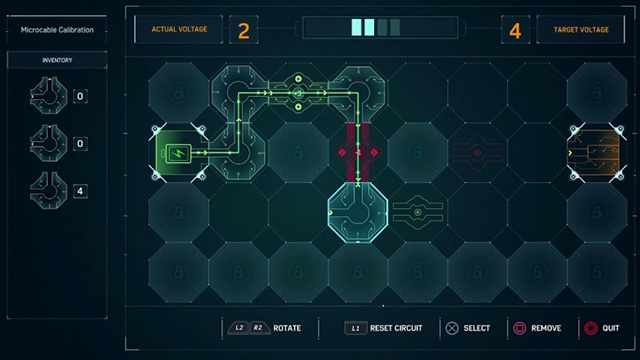 Microcable Calibration
ACTUAL VOLTAGE 2 4 TARGET VOLTAGE
INVENTORY
0
0
4
L2 R2 ROTATE L1 RESET CIRCUIT SELECT REMOVE QUIT